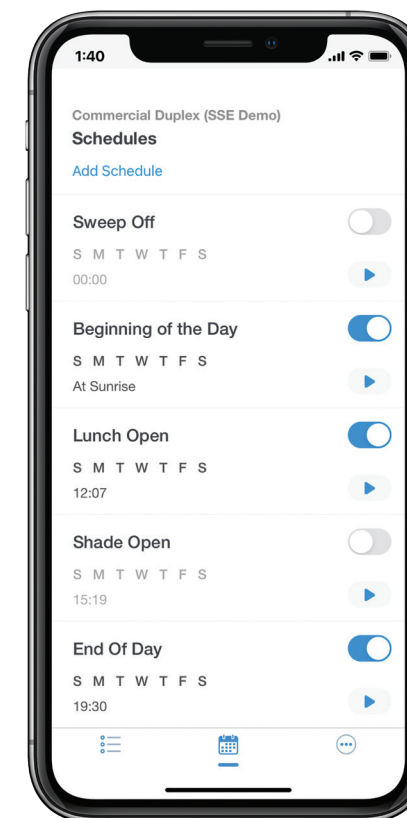 1:40
Commercial Duplex (SSE Demo)
Schedules
Add Schedule
Sweep Off
S M T W T F S
00:00
Beginning of the Day
S M T W T F S
At Sunrise
Lunch Open
S M T W T F S
12:07
Shade Open
S M T W T F S
15:19
End Of Day
S M T W T F S
19:30